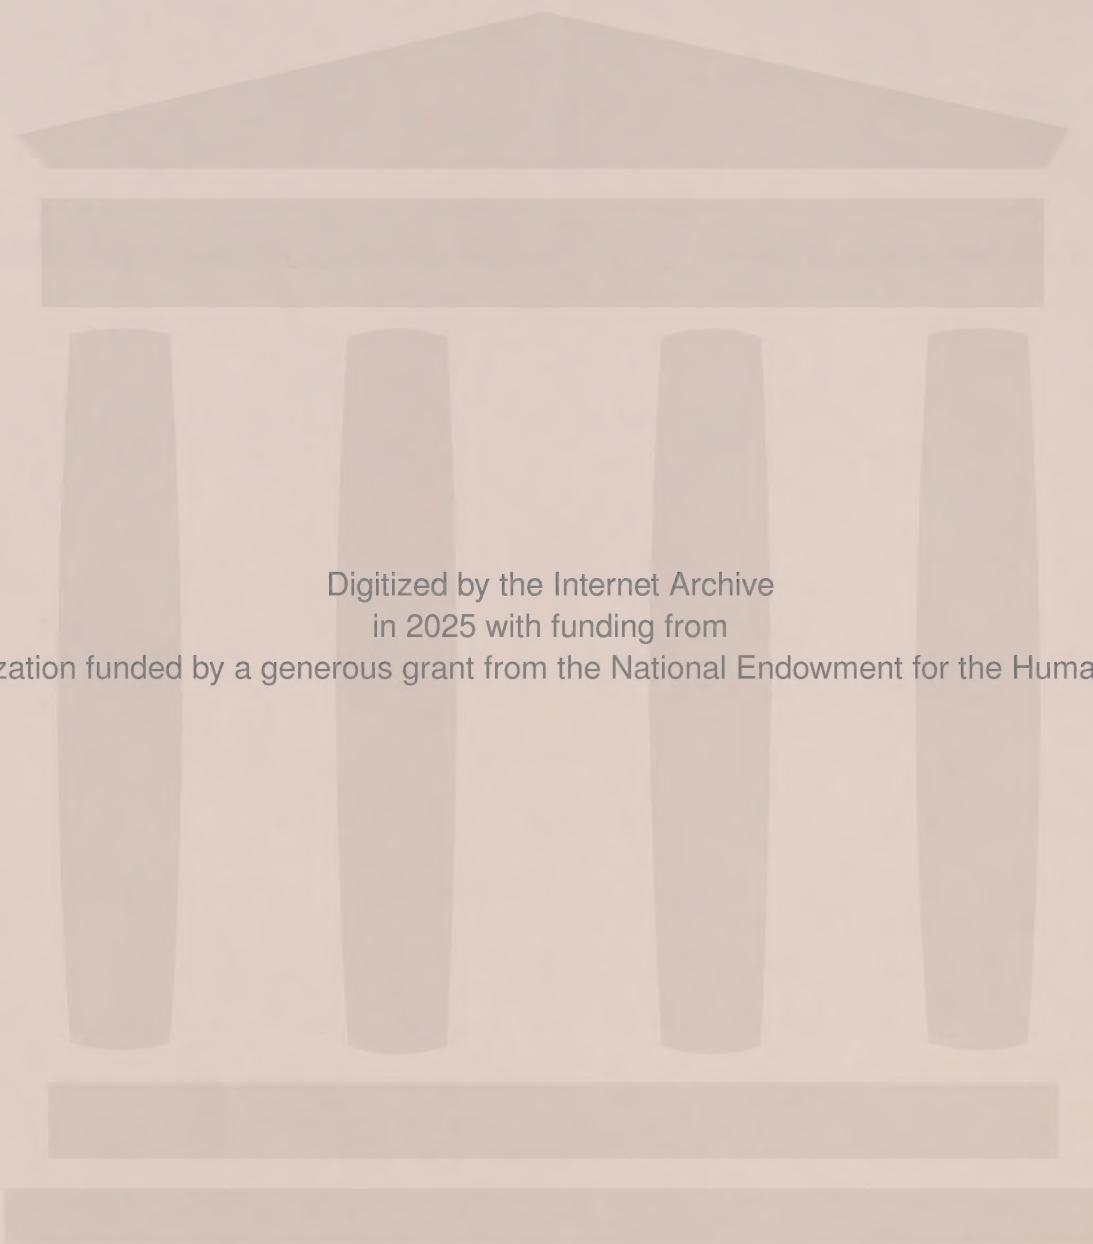 Digitized by the Internet Archive
in 2025 with funding from
zation funded by a generous grant from the National Endowment for the Huma